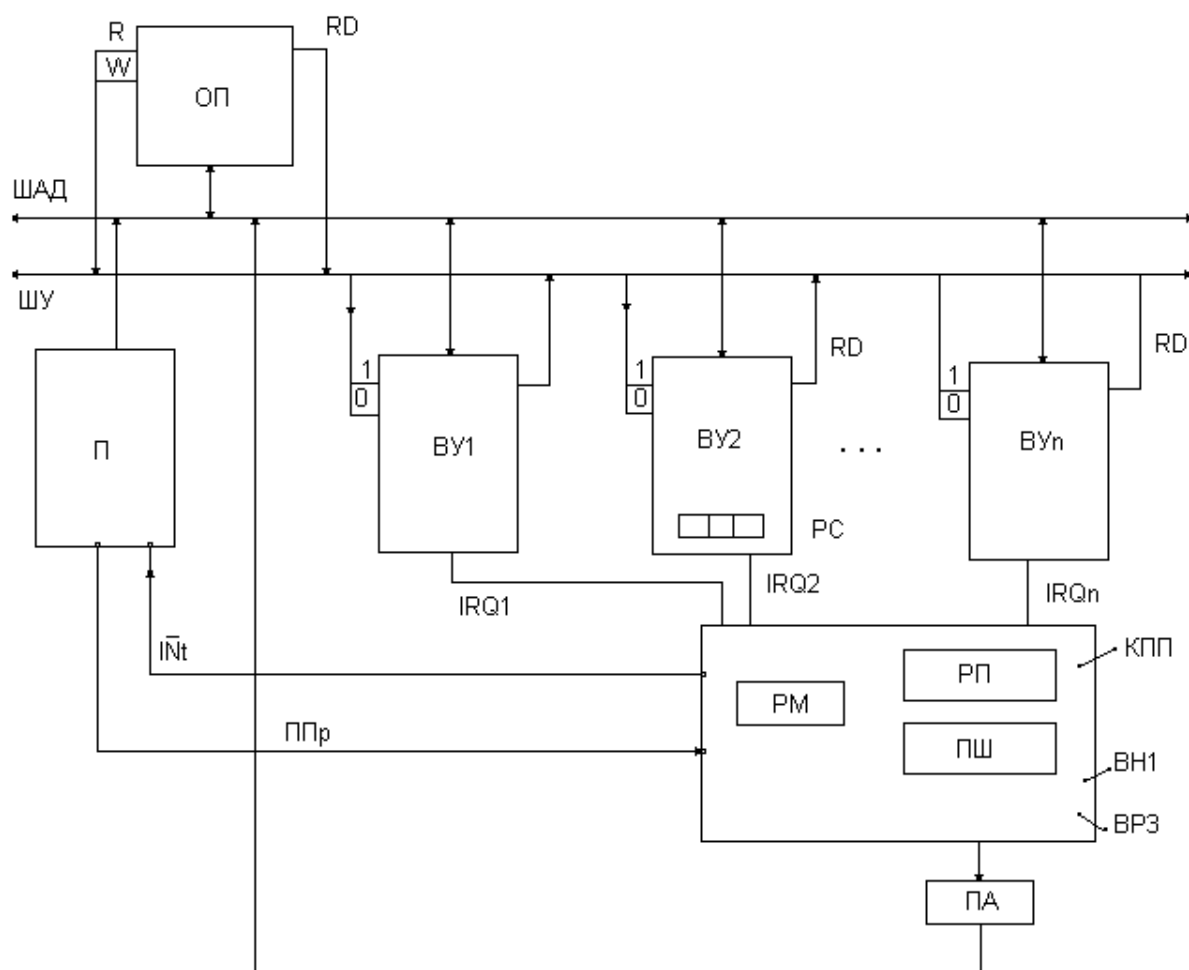 R
RD
W
ОП
ШАД
ШУ
1
0
ВУ1
1
0
ВУ2
RD
. . .
1
0
ВУn
RD
П
РС
IRQ1
IRQ2
IRQn
IN̅t
КПП
РП
РМ
ППр
ПШ
ВН1
ВРЗ
ПА